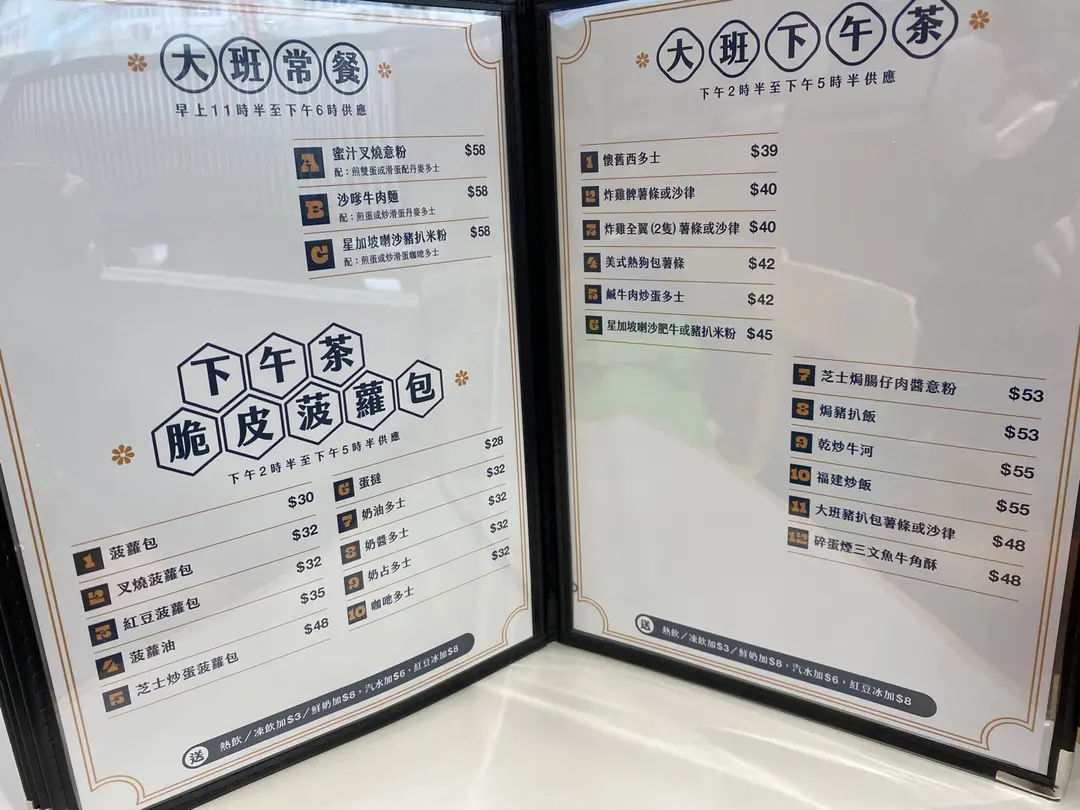 大班常餐
早上11時半至下午6時供應
A 蜜汁叉燒意粉 $58
配：煎雙蛋或滑蛋配丹麥多士
B 沙嗲牛肉麵 $58
配：煎蛋或炒滑蛋丹麥多士
C 星加坡喇沙豬扒米粉 $58
配：煎蛋或炒滑蛋咖吔多士
下午茶
脆皮菠蘿包
下午2時半至下午5時半供應
1 菠蘿包 $30
2 叉燒菠蘿包 $32
3 紅豆菠蘿包 $32
4 菠蘿油 $35
5 芝士炒蛋菠蘿包 $48
6 蛋撻 $28
7 奶油多士 $32
8 奶醬多士 $32
9 奶占多士 $32
10 咖吔多士 $32
送 熱飲／凍飲加$3／鮮奶加$8，汽水加$6，紅豆冰加$8
大班下午茶
下午2時半至下午5時半供應
1 懷舊西多士 $39
2 炸雞髀薯條或沙律 $40
3 炸雞全翼(2隻)薯條或沙律 $40
4 美式熱狗包薯條 $42
5 鹹牛肉炒蛋多士 $42
6 星加坡喇沙肥牛或豬扒米粉 $45
7 芝士焗腸仔肉醬意粉 $53
8 焗豬扒飯 $53
9 乾炒牛河 $55
10 福建炒飯 $55
11 大班豬扒包薯條或沙律 $48
12 碎蛋煙三文魚牛角酥 $48
送 熱飲／凍飲加$3／鮮奶加$8，汽水加$6，紅豆冰加$8